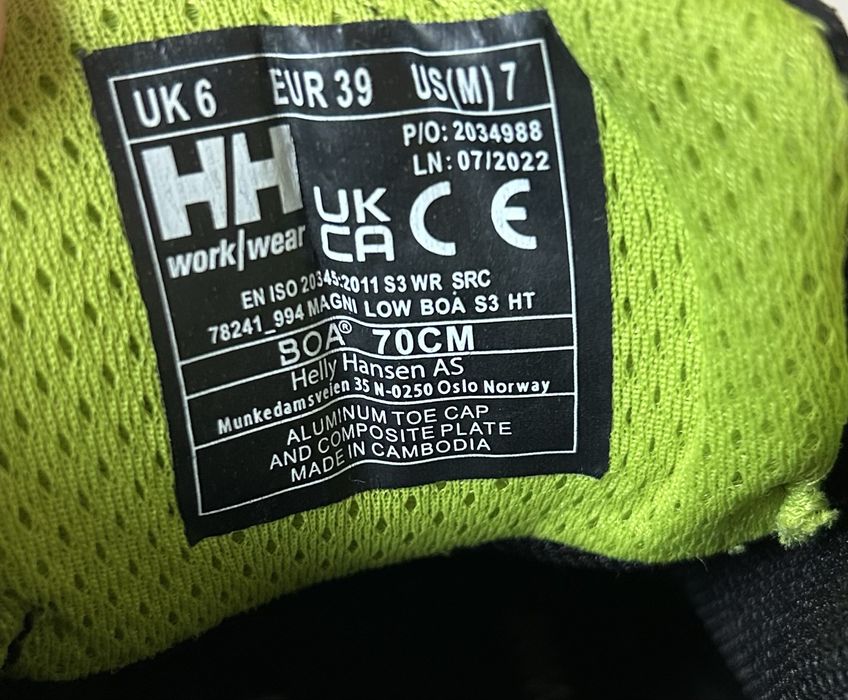 UK 6 EUR 39 US(M) 7
P/O: 2034988
LN: 07/2022
HH
work/wear
UK
CA
CE
EN ISO 20345:2011 S3 WR SRC
78241_994 MAGNI LOW BOA S3 HT
BOA® 70CM
Helly Hansen AS
Munkedamsveien 35 N-0250 Oslo Norway
ALUMINUM TOE CAP
AND COMPOSITE PLATE
MADE IN CAMBODIA